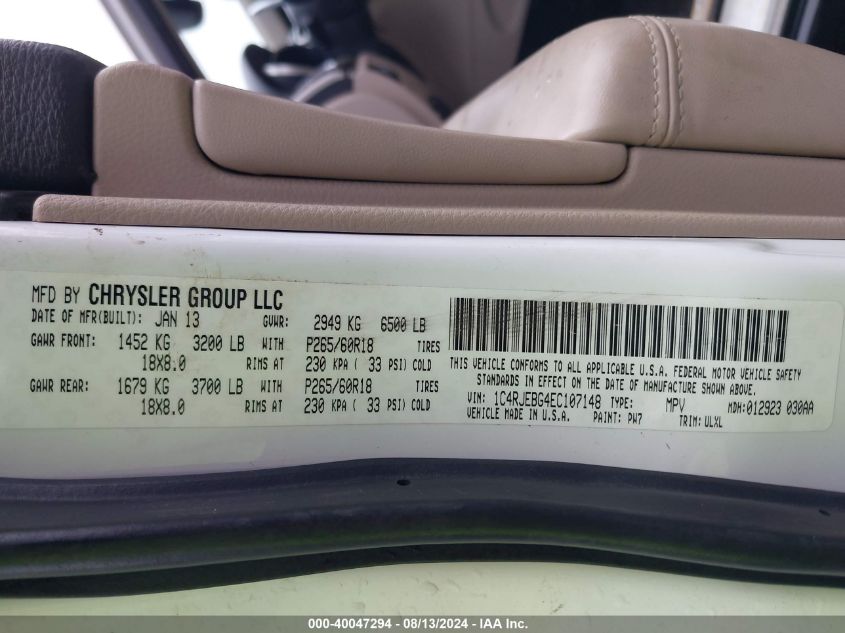 MFD BY CHRYSLER GROUP LLC
DATE OF MFR(BUILT): JAN 13 GVWR: 2949 KG 6500 LB
GAWR FRONT: 1452 KG 3200 LB WITH P265/60R18 TIRES
18X8.0 RIMS AT 230 KPA ( 33 PSI) COLD
GAWR REAR: 1679 KG 3700 LB WITH P265/60R18 TIRES
18X8.0 RIMS AT 230 KPA ( 33 PSI) COLD
THIS VEHICLE CONFORMS TO ALL APPLICABLE U.S.A. FEDERAL MOTOR VEHICLE SAFETY
STANDARDS IN EFFECT ON THE DATE OF MANUFACTURE SHOWN ABOVE.
VIN: 1C4RJEBG4EC107148 TYPE: MPV MDH:012923 030AA
VEHICLE MADE IN U.S.A. PAINT: PW7 TRIM: ULXL
000-40047294 - 08/13/2024 - IAA Inc.